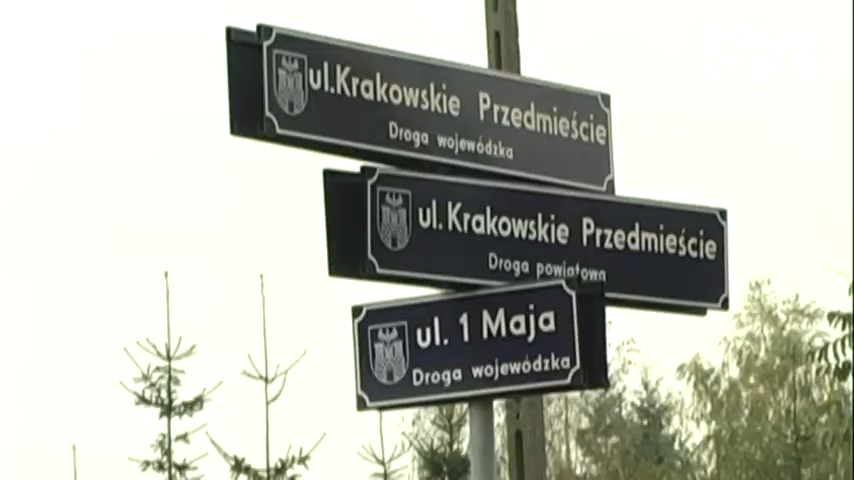 ul.Krakowskie Przedmieście
Droga wojewódzka
ul. Krakowskie Przedmieście
Droga powiatowa
ul. 1 Maja
Droga wojewódzka